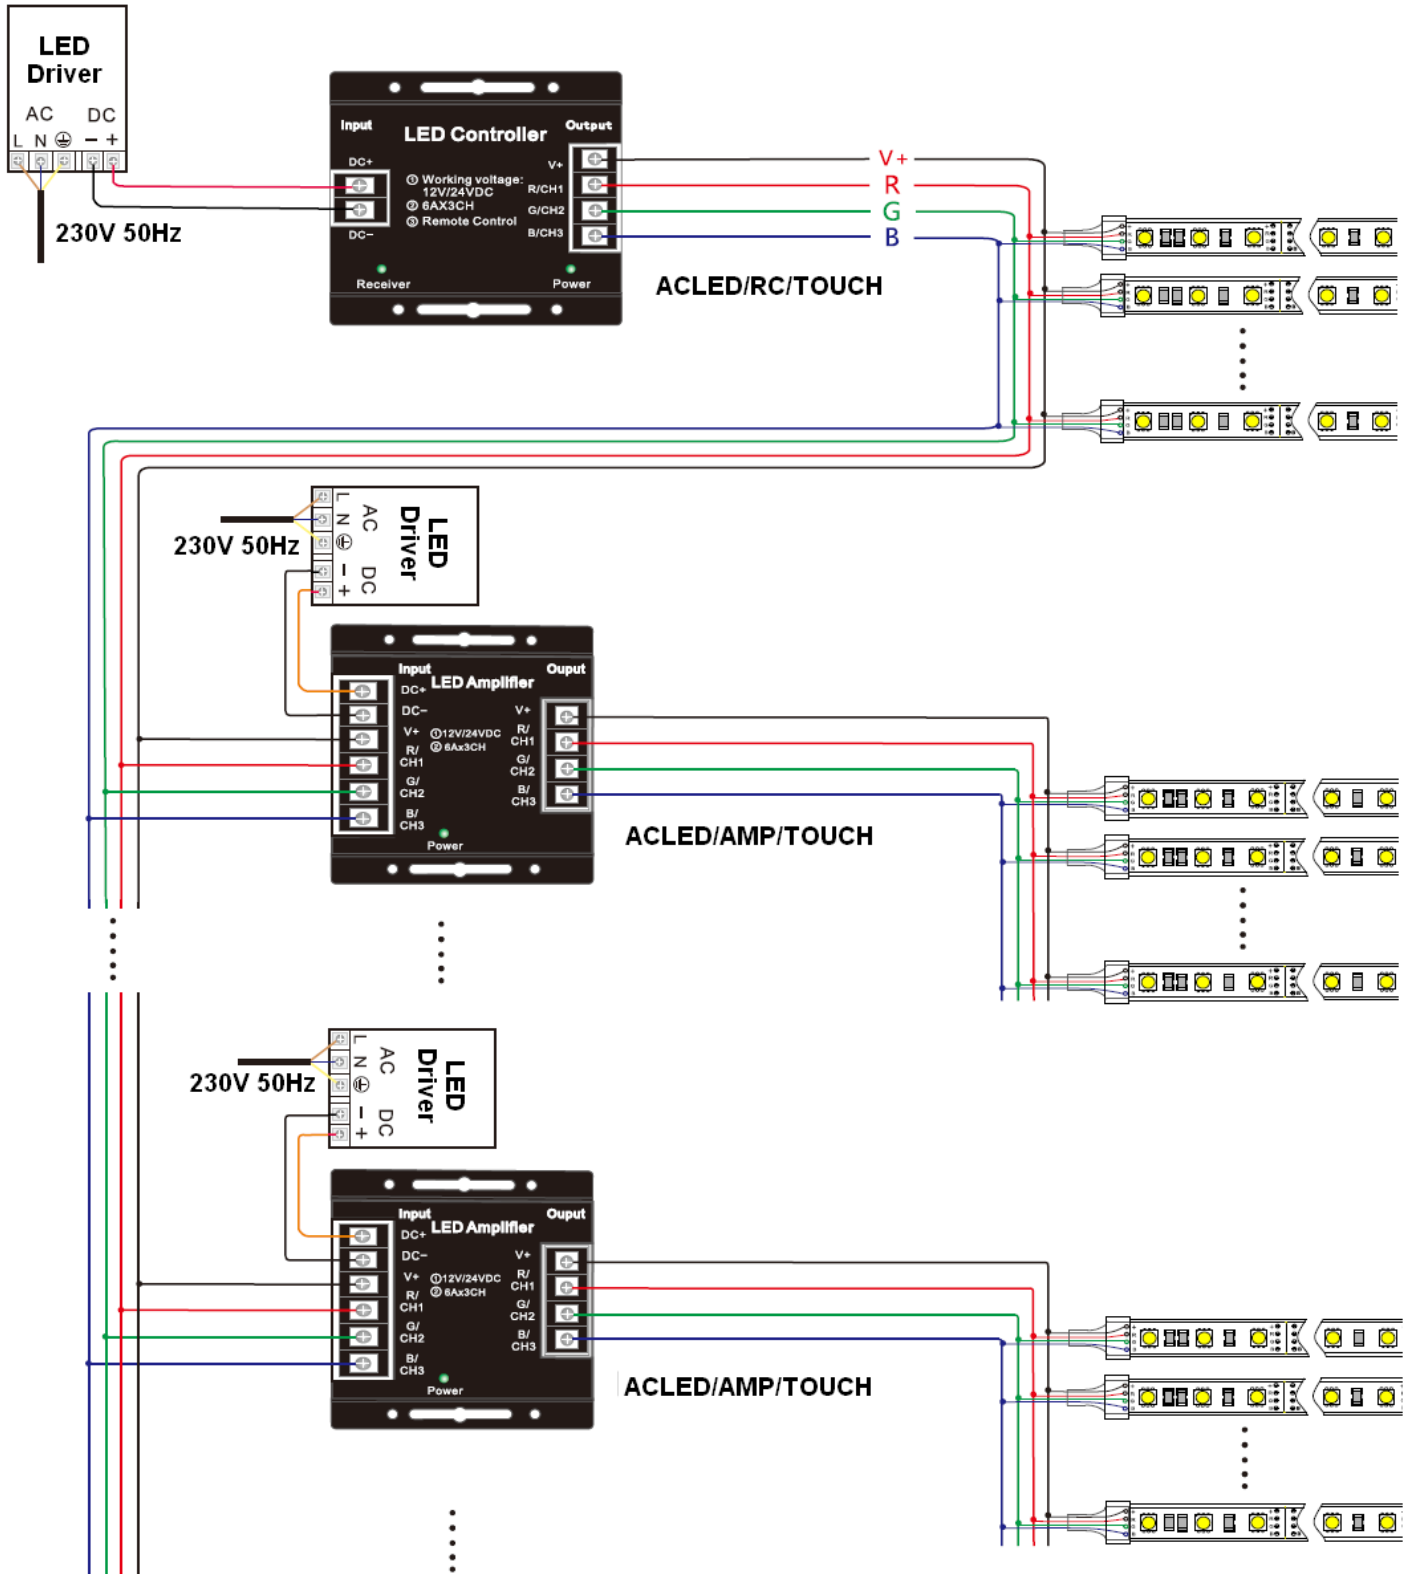 LED
Driver
AC DC
L N − +
230V 50Hz
Input
Output
LED Controller
DC+
DC−
① Working voltage:
12V/24VDC
② 6AX3CH
③ Remote Control
V+
R/CH1
G/CH2
B/CH3
Receiver
Power
V+
R
G
B
ACLED/RC/TOUCH
LED
Driver
AC DC
L N − +
230V 50Hz
Input
Ouput
LED Amplifier
DC+
DC−
V+
R/
CH1
G/
CH2
B/
CH3
①12V/24VDC
② 6Ax3CH
V+
R/
CH1
G/
CH2
B/
CH3
Power
ACLED/AMP/TOUCH
LED
Driver
AC DC
L N − +
230V 50Hz
Input
Ouput
LED Amplifier
DC+
DC−
V+
R/
CH1
G/
CH2
B/
CH3
①12V/24VDC
② 6Ax3CH
V+
R/
CH1
G/
CH2
B/
CH3
Power
ACLED/AMP/TOUCH